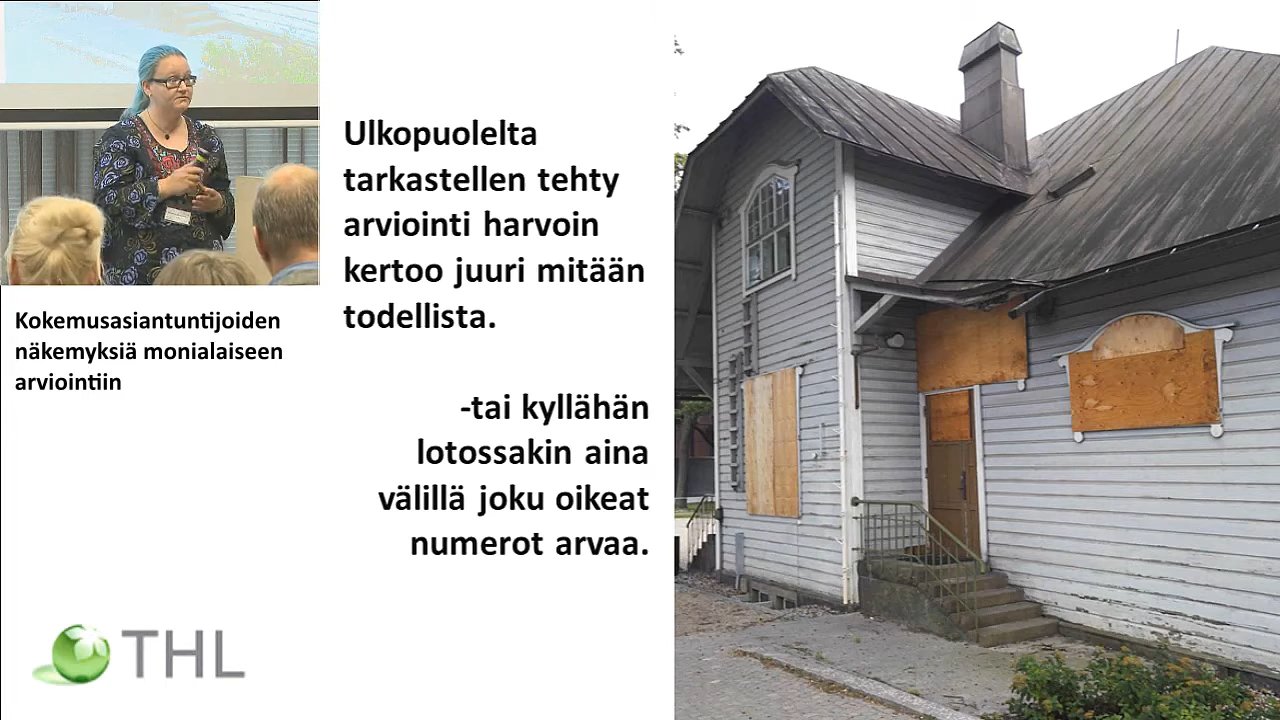 Kokemusasiantuntijoiden
näkemyksiä monialaiseen
arviointiin
THL
Ulkopuolelta
tarkastellen tehty
arviointi harvoin
kertoo juuri mitään
todellista.
-tai kyllähän
lotossakin aina
välillä joku oikeat
numerot arvaa.